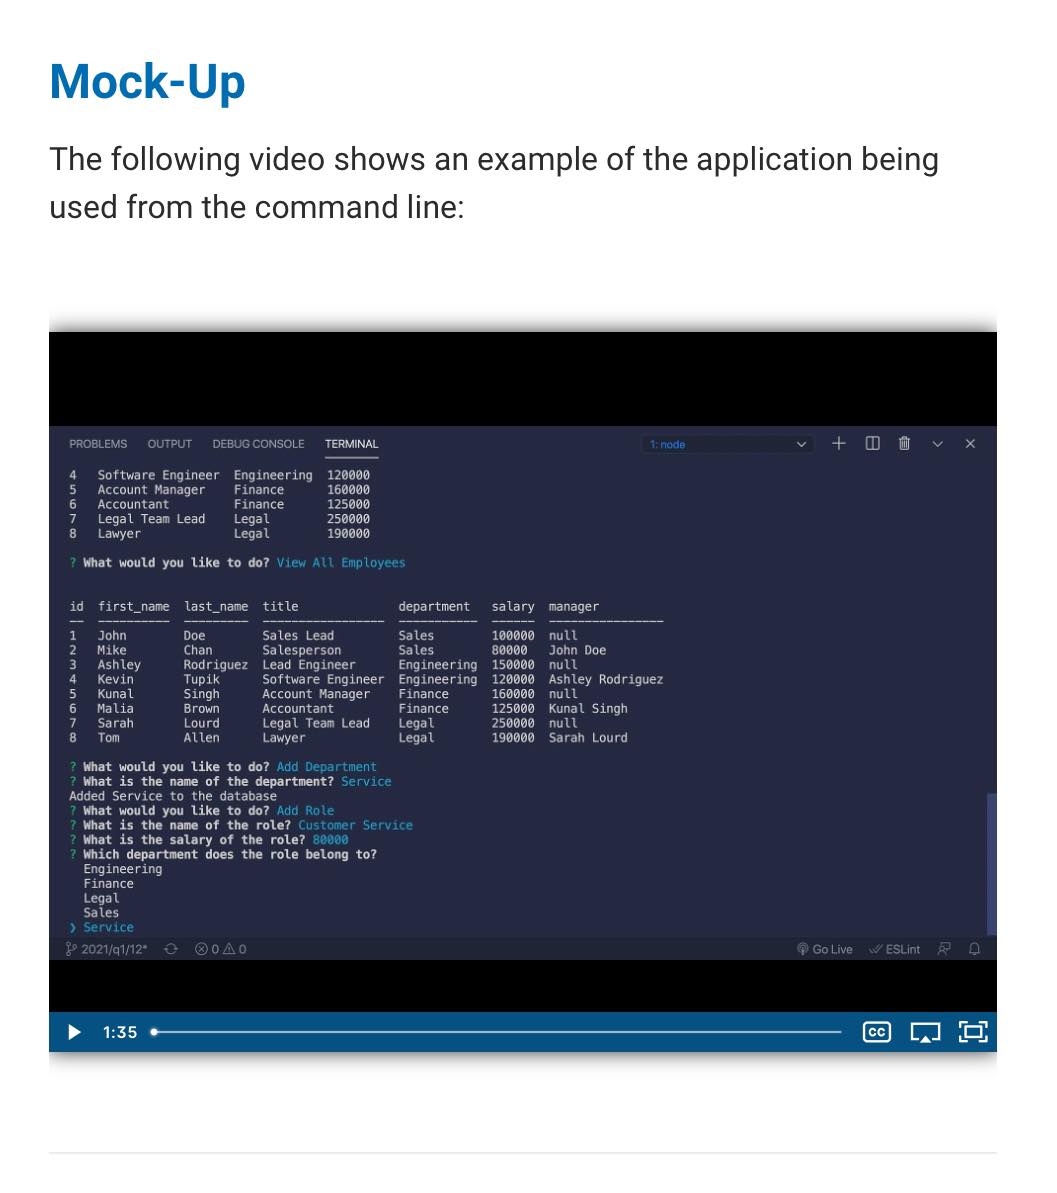 Mock-Up
The following video shows an example of the application being
used from the command line:
PROBLEMS OUTPUT DEBUG CONSOLE TERMINAL 1: node
4 Software Engineer Engineering 120000
5 Account Manager Finance 160000
6 Accountant Finance 125000
7 Legal Team Lead Legal 250000
8 Lawyer Legal 190000
? What would you like to do? View All Employees
id first_name last_name title department salary manager
1 John Doe Sales Lead Sales 100000 null
2 Mike Chan Salesperson Sales 80000 John Doe
3 Ashley Rodriguez Lead Engineer Engineering 150000 null
4 Kevin Tupik Software Engineer Engineering 120000 Ashley Rodriguez
5 Kunal Singh Account Manager Finance 160000 null
6 Malia Brown Accountant Finance 125000 Kunal Singh
7 Sarah Lourd Legal Team Lead Legal 250000 null
8 Tom Allen Lawyer Legal 190000 Sarah Lourd
? What would you like to do? Add Department
? What is the name of the department? Service
Added Service to the database
? What would you like to do? Add Role
? What is the name of the role? Customer Service
? What is the salary of the role? 80000
? Which department does the role belong to?
Engineering
Finance
Legal
Sales
❯ Service
2021/q1/12* 0 0 Go Live ESLint
1:35 CC